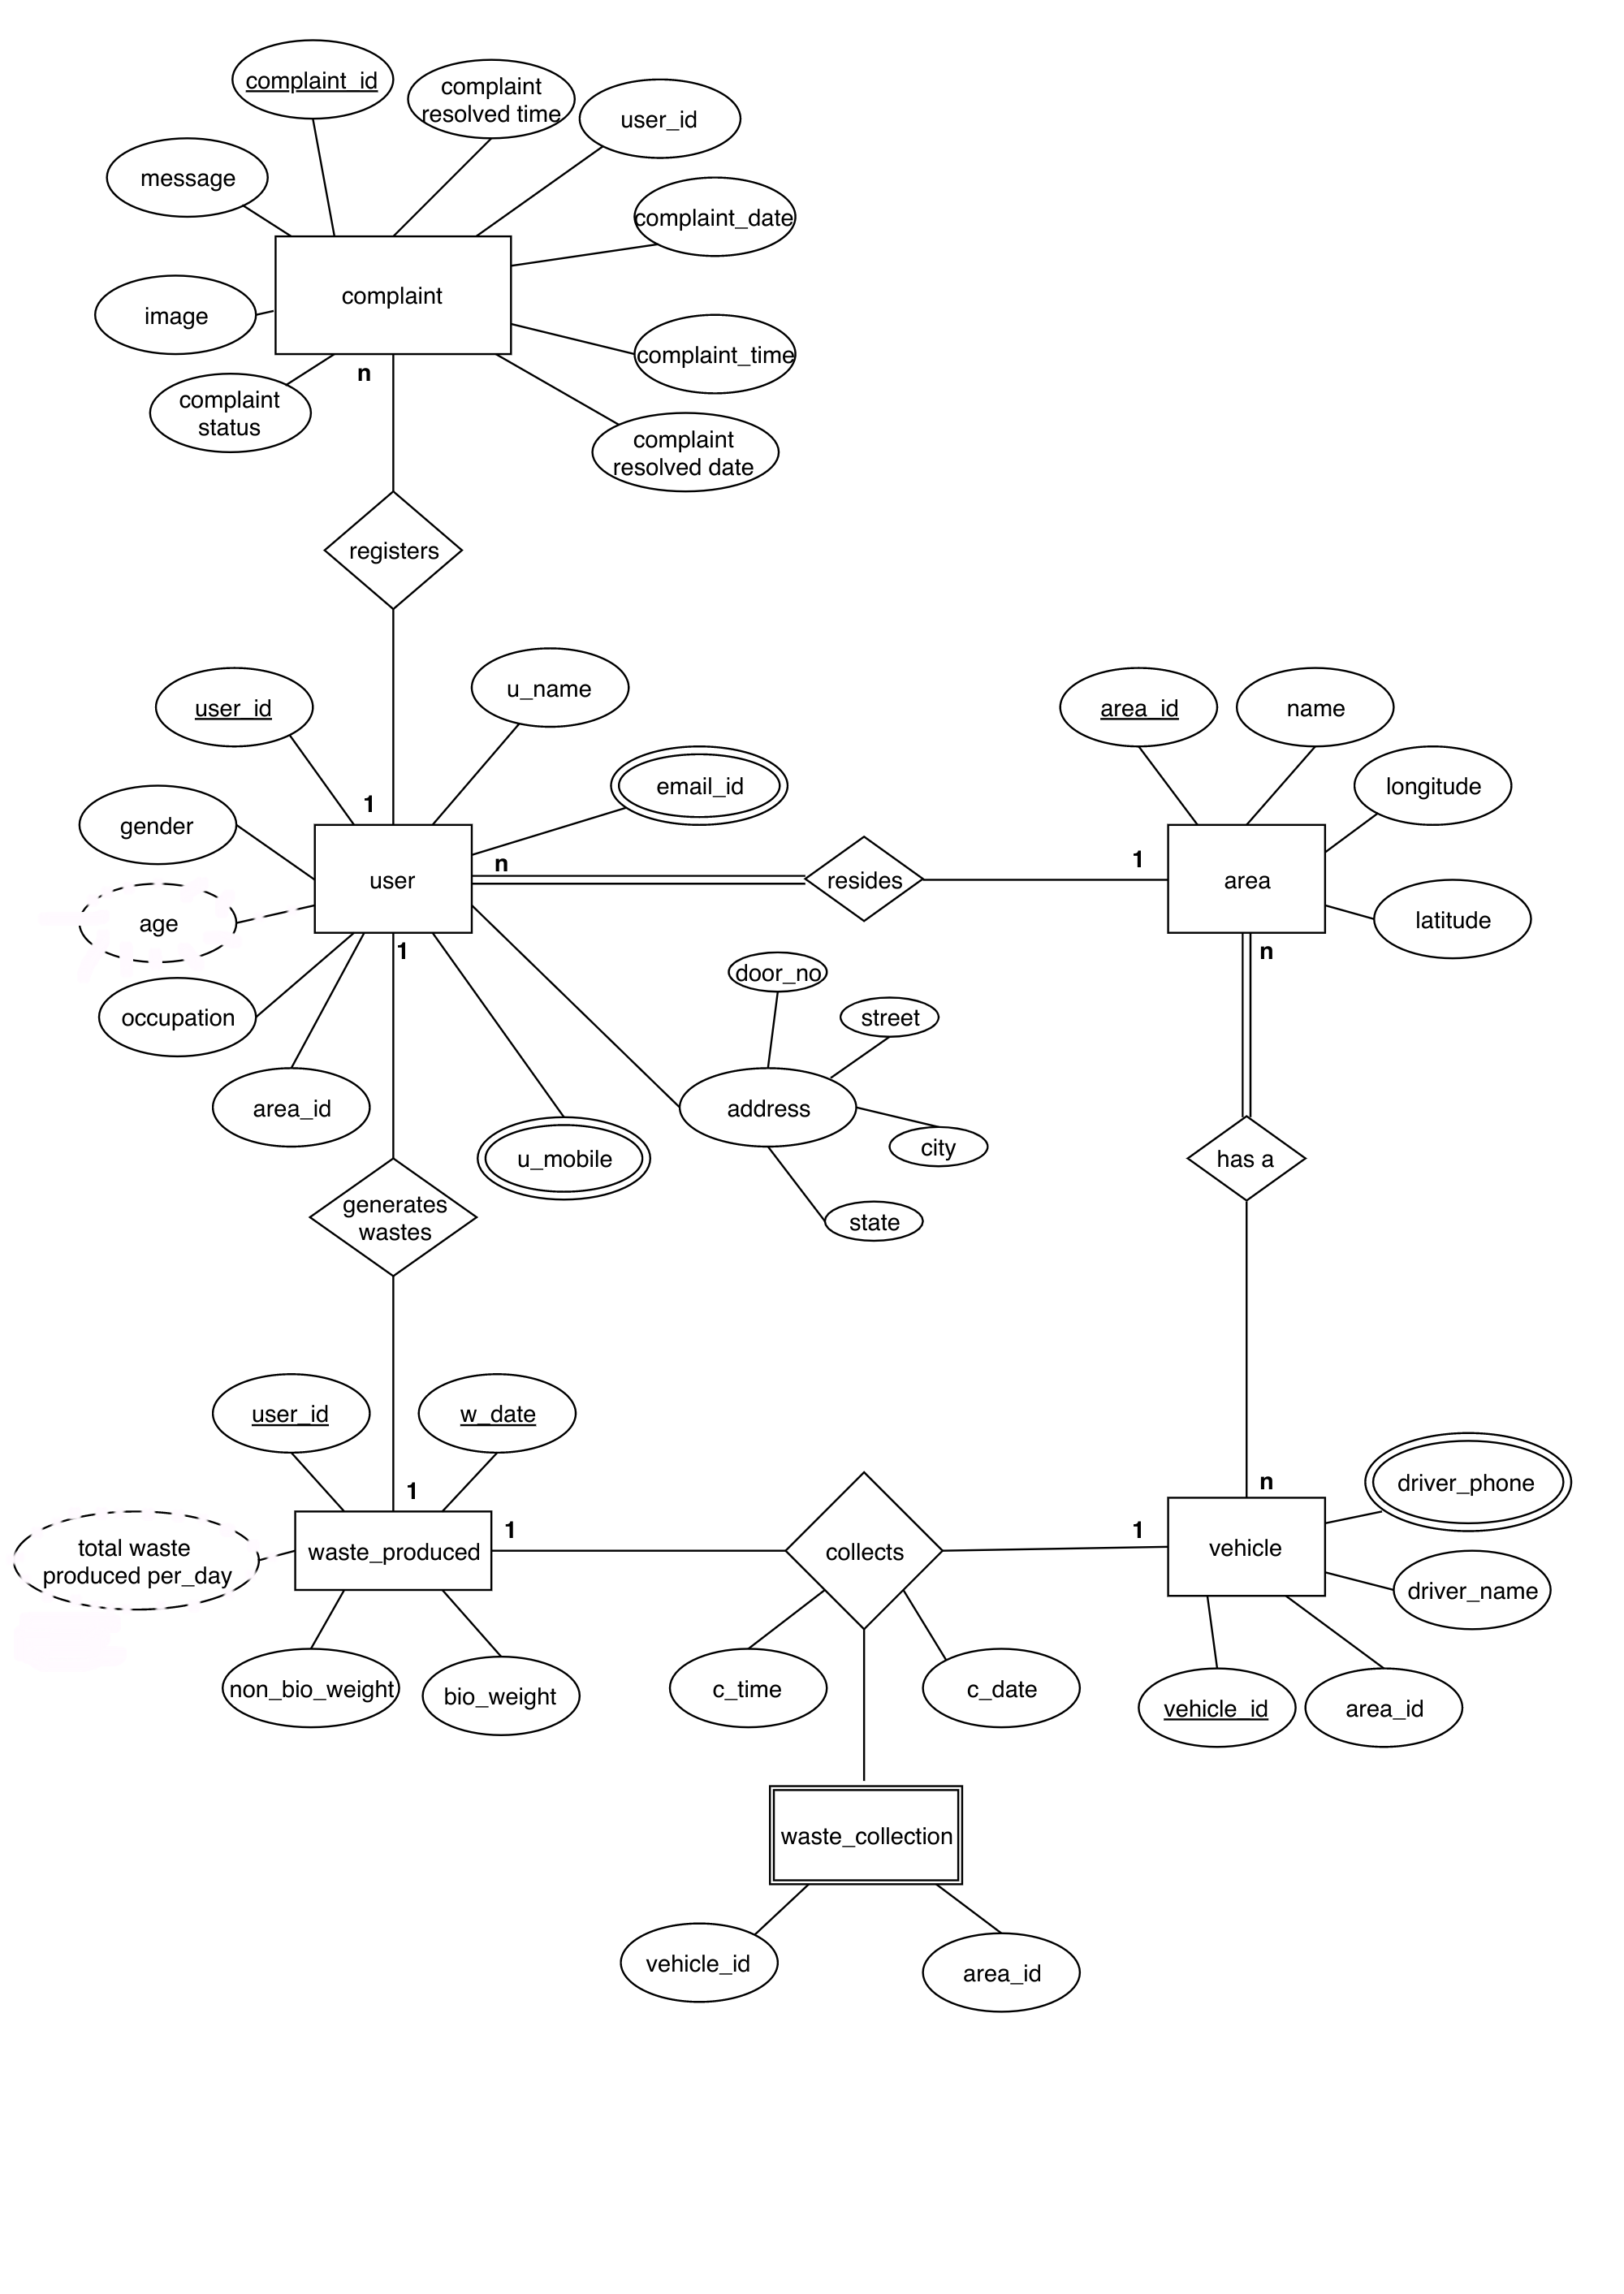 complaint_id
complaint
resolved time
user_id
message
complaint_date
complaint
image
complaint_time
n
complaint
status
complaint
resolved date
registers
user_id
u_name
area_id
name
email_id
longitude
1
gender
n
1
user
resides
area
age
latitude
1
n
door_no
occupation
street
area_id
address
city
u_mobile
has a
generates
wastes
state
user_id
w_date
driver_phone
1
n
1
1
total waste
produced per_day
waste_produced
collects
vehicle
driver_name
non_bio_weight
bio_weight
c_time
c_date
vehicle_id
area_id
waste_collection
vehicle_id
area_id